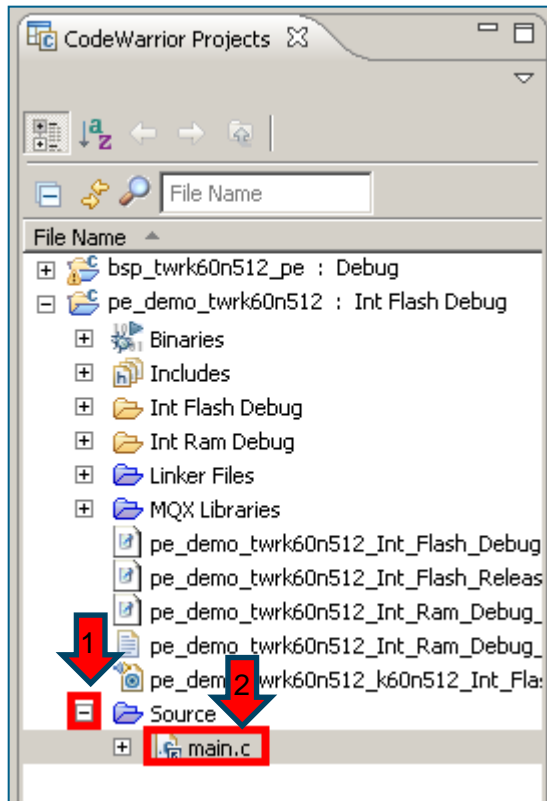 CodeWarrior Projects
File Name
File Name
bsp_twrk60n512_pe : Debug
pe_demo_twrk60n512 : Int Flash Debug
Binaries
Includes
Int Flash Debug
Int Ram Debug
Linker Files
MQX Libraries
pe_demo_twrk60n512_Int_Flash_Debug
pe_demo_twrk60n512_Int_Flash_Releas
pe_demo_twrk60n512_Int_Ram_Debug_
pe_demo_twrk60n512_Int_Ram_Debug_
1
pe_demo_twrk60n512_k60n512_Int_Fla
2
Source
main.c